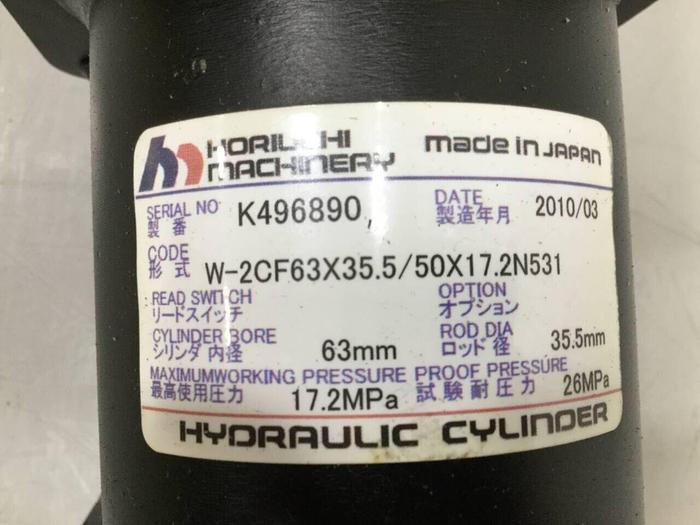 HORIUCHI MACHINERY made in JAPAN
SERIAL NO 製番 K496890, DATE 製造年月 2010/03
CODE 形式 W-2CF63X35.5/50X17.2N531
READ SWITCH リードスイッチ OPTION オプション
CYLINDER BORE シリンダ内径 63mm ROD DIA ロッド径 35.5mm
MAXIMUMWORKING PRESSURE PROOF PRESSURE
最高使用圧力 17.2MPa 試験耐圧力 26MPa
HYDRAULIC CYLINDER